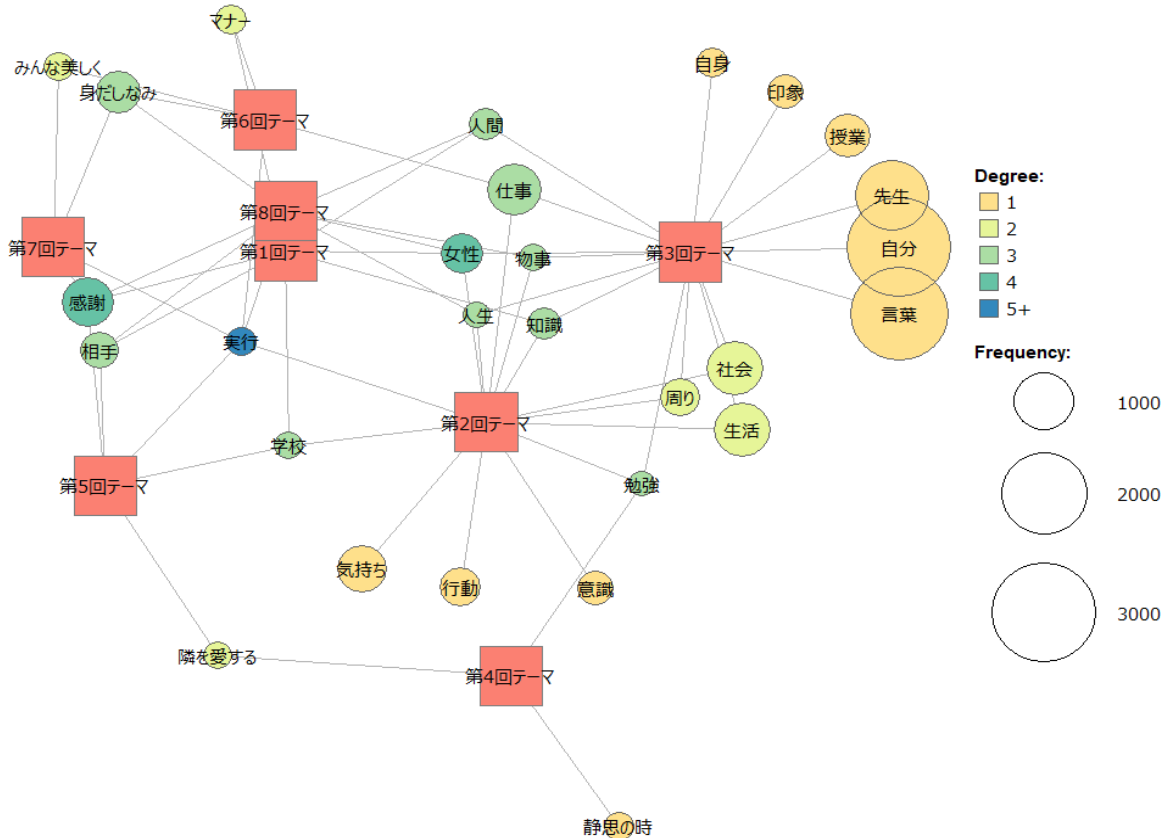 マナー
みんな美しく
身だしなみ
第6回テーマ
自身
印象
人間
授業
仕事
先生
第8回テーマ
第7回テーマ
第1回テーマ
女性
物事
第3回テーマ
自分
感謝
人生
知識
言葉
相手
実行
社会
周り
第2回テーマ
生活
学校
第5回テーマ
勉強
気持ち
行動
意識
隣を愛する
第4回テーマ
静思の時
Degree:
1
2
3
4
5+
Frequency:
1000
2000
3000